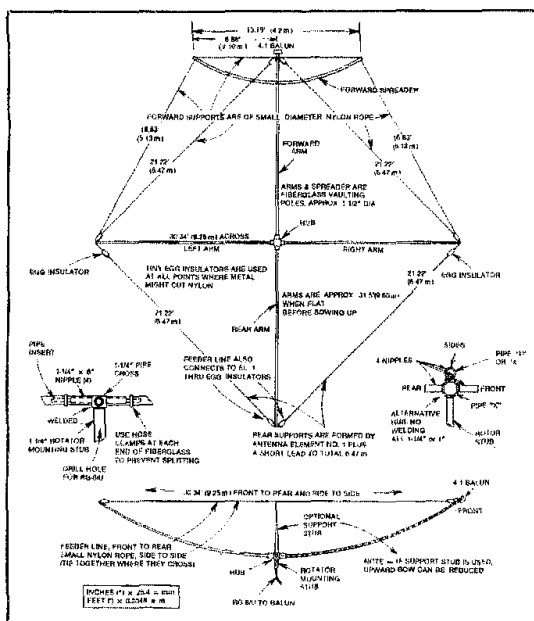 13.19' (4.2 m)
6.88'
(2.10 m)
4:1 BALUN
FORWARD SPREADER
FORWARD SUPPORTS ARE OF SMALL DIAMETER NYLON ROPE
16.83'
(5.13 m)
16.83'
(5.13 m)
21.22'
(6.47 m)
21.22'
(6.47 m)
FORWARD
ARM
ARMS & SPREADER ARE
FIBERGLASS VAULTING
POLES, APPROX 1 1/2" DIA
HUB
30.34' (9.25 m) ACROSS
LEFT ARM
RIGHT ARM
EGG INSULATOR
EGG INSULATOR
TINY EGG INSULATORS ARE USED
AT ALL POINTS WHERE METAL
MIGHT CUT NYLON
21.22'
(6.47 m)
21.22'
(6.47 m)
ARMS ARE APPROX 31.5' (9.60 m)
WHEN FLAT
BEFORE BOWING UP
REAR ARM
FEEDER LINE ALSO
CONNECTS TO EL. 1
THRU EGG INSULATORS
REAR SUPPORTS ARE FORMED BY
ANTENNA ELEMENT NO. 1 PLUS
A SHORT LEAD TO TOTAL 6.47 m
PIPE
INSERT
1-1/4" x 6"
NIPPLE (4)
1-1/4" PIPE
CROSS
WELDED
1-1/4" ROTATOR
MOUNTING STUB
USE HOSE
CLAMPS AT EACH
END OF FIBERGLASS
TO PREVENT SPLITTING
DRILL HOLE
FOR RG-8/U
SIDES
4 NIPPLES
PIPE
REAR
FRONT
PIPE "X"
ALTERNATIVE
HUB. NO
WELDING
ALL 1-1/4" OR 1"
ROTOR
STUB
30.34' (9.25 m) FRONT TO REAR AND SIDE TO SIDE
4:1 BALUN
FRONT
OPTIONAL
SUPPORT
STUB
FEEDER LINE, FRONT TO REAR
SMALL NYLON ROPE, SIDE TO SIDE
(TIE TOGETHER WHERE THEY CROSS)
HUB
ROTATOR
MOUNTING
STUB
NOTE = IF SUPPORT STUB IS USED,
UPWARD BOW CAN BE REDUCED
RG 8/U TO BALUN
INCHES (") x 25.4 = mm
FEET (') x 0.3048 = m